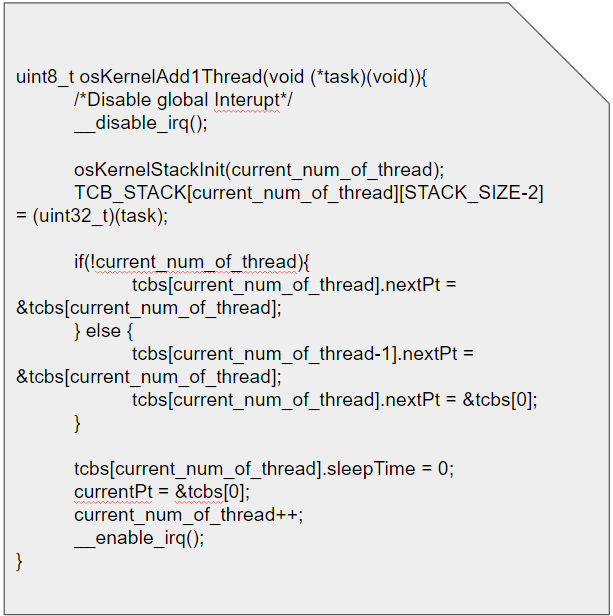 uint8_t osKernelAdd1Thread(void (*task)(void)){
/*Disable global Interupt*/
__disable_irq();
osKernelStackInit(current_num_of_thread);
TCB_STACK[current_num_of_thread][STACK_SIZE-2]
= (uint32_t)(task);
if(!current_num_of_thread){
tcbs[current_num_of_thread].nextPt =
&tcbs[current_num_of_thread];
} else {
tcbs[current_num_of_thread-1].nextPt =
&tcbs[current_num_of_thread];
tcbs[current_num_of_thread].nextPt = &tcbs[0];
}
tcbs[current_num_of_thread].sleepTime = 0;
currentPt = &tcbs[0];
current_num_of_thread++;
__enable_irq();
}